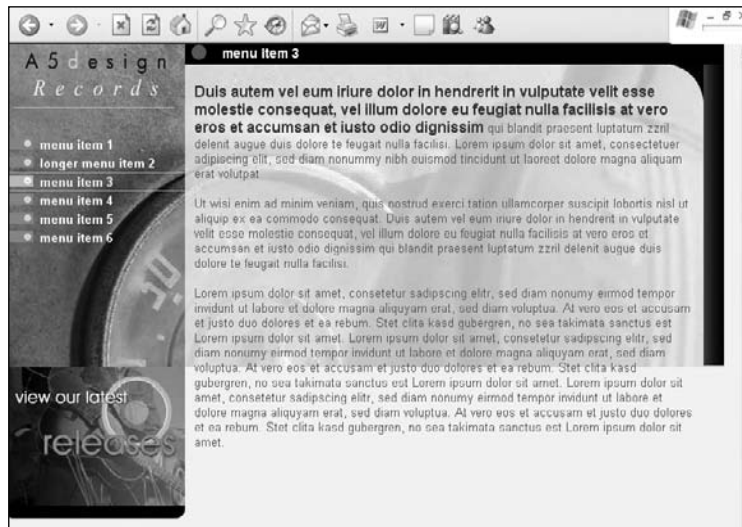 A5design
Records
menu item 1
longer menu item 2
menu item 3
menu item 4
menu item 5
menu item 6
view our latest
releases
menu item 3
Duis autem vel eum iriure dolor in hendrerit in vulputate velit esse
molestie consequat, vel illum dolore eu feugiat nulla facilisis at vero
eros et accumsan et iusto odio dignissim qui blandit praesent luptatum zzril
delenit augue duis dolore te feugait nulla facilisi. Lorem ipsum dolor sit amet, consectetuer
adipiscing elit, sed diam nonummy nibh euismod tincidunt ut laoreet dolore magna aliquam
erat volutpat
Ut wisi enim ad minim veniam, quis nostrud exerci tation ullamcorper suscipit lobortis nisl ut
aliquip ex ea commodo consequat. Duis autem vel eum iriure dolor in hendrerit in vulputate
velit esse molestie consequat, vel illum dolore eu feugiat nulla facilisis at vero eros et
accumsan et iusto odio dignissim qui blandit praesent luptatum zzril delenit augue duis
dolore te feugait nulla facilisi.
Lorem ipsum dolor sit amet, consetetur sadipscing elitr, sed diam nonumy eirmod tempor
invidunt ut labore et dolore magna aliquyam erat, sed diam voluptua. At vero eos et accusam
et justo duo dolores et ea rebum. Stet clita kasd gubergren, no sea takimata sanctus est
Lorem ipsum dolor sit amet. Lorem ipsum dolor sit amet, consetetur sadipscing elitr, sed
diam nonumy eirmod tempor invidunt ut labore et dolore magna aliquyam erat, sed diam
voluptua. At vero eos et accusam et justo duo dolores et ea rebum. Stet clita kasd
gubergren, no sea takimata sanctus est Lorem ipsum dolor sit amet. Lorem ipsum dolor sit
amet, consetetur sadipscing elitr, sed diam nonumy eirmod tempor invidunt ut labore et
dolore magna aliquyam erat, sed diam voluptua. At vero eos et accusam et justo duo dolores
et ea rebum. Stet clita kasd gubergren, no sea takimata sanctus est Lorem ipsum dolor sit
amet.